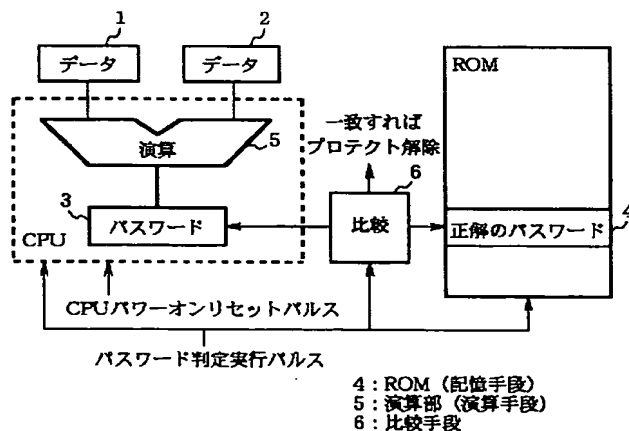 1
2
データ
データ
ROM
演算
5
一致すれば
プロテクト解除
6
3
パスワード
比較
正解のパスワード
4
CPU
CPUパワーオンリセットパルス
パスワード判定実行パルス
4：ROM（記憶手段）
5：演算部（演算手段）
6：比較手段